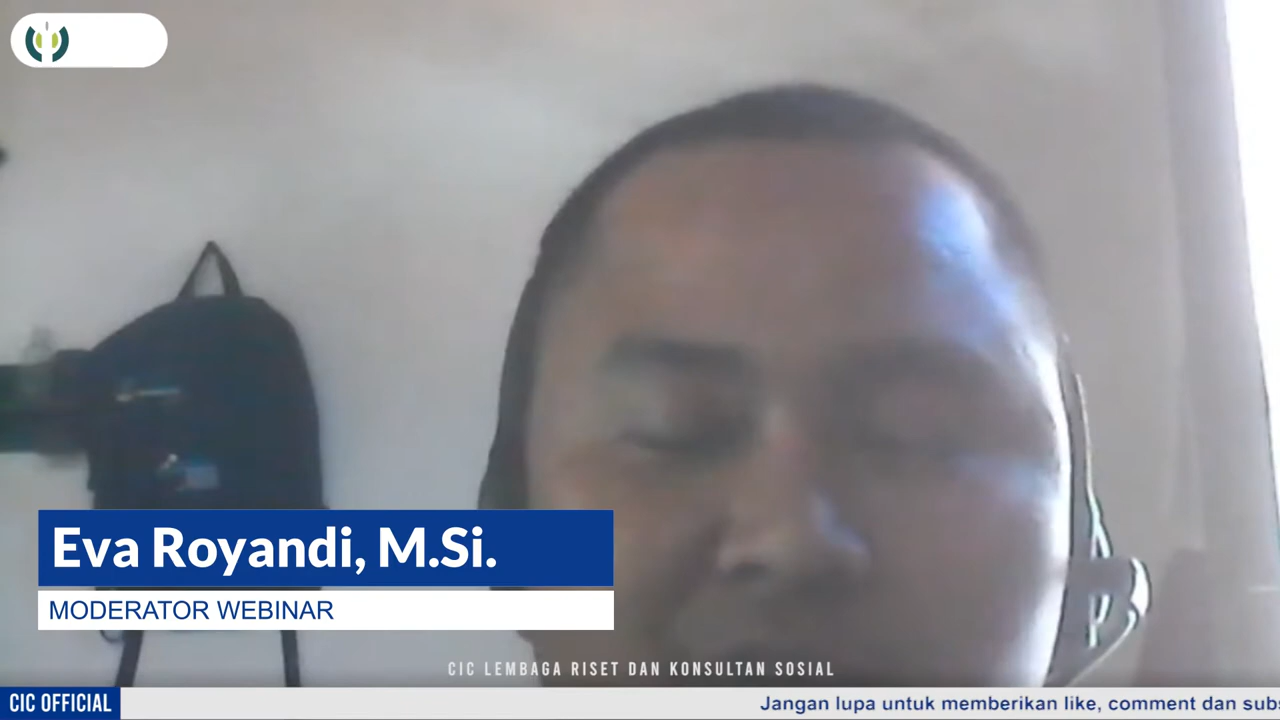 Eva Royandi, M.Si.
MODERATOR WEBINAR
CIC LEMBAGA RISET DAN KONSULTAN SOSIAL
CIC OFFICIAL
Jangan lupa untuk memberikan like, comment dan subs